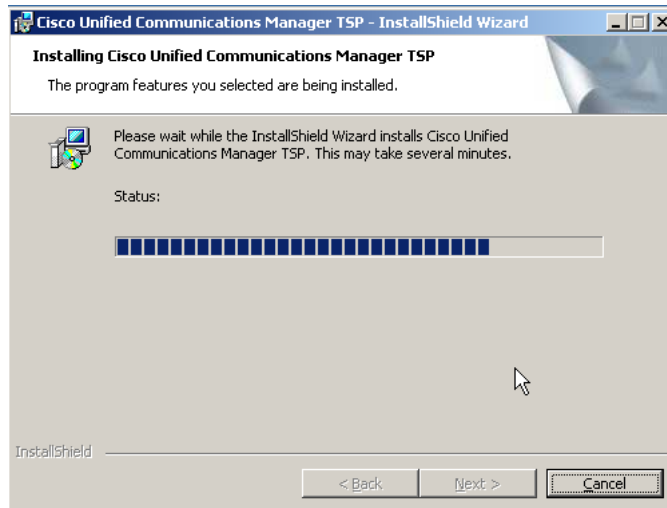 Cisco Unified Communications Manager TSP - InstallShield Wizard
Installing Cisco Unified Communications Manager TSP
The program features you selected are being installed.
Please wait while the InstallShield Wizard installs Cisco Unified
Communications Manager TSP. This may take several minutes.
Status:
InstallShield
< Back Next > Cancel